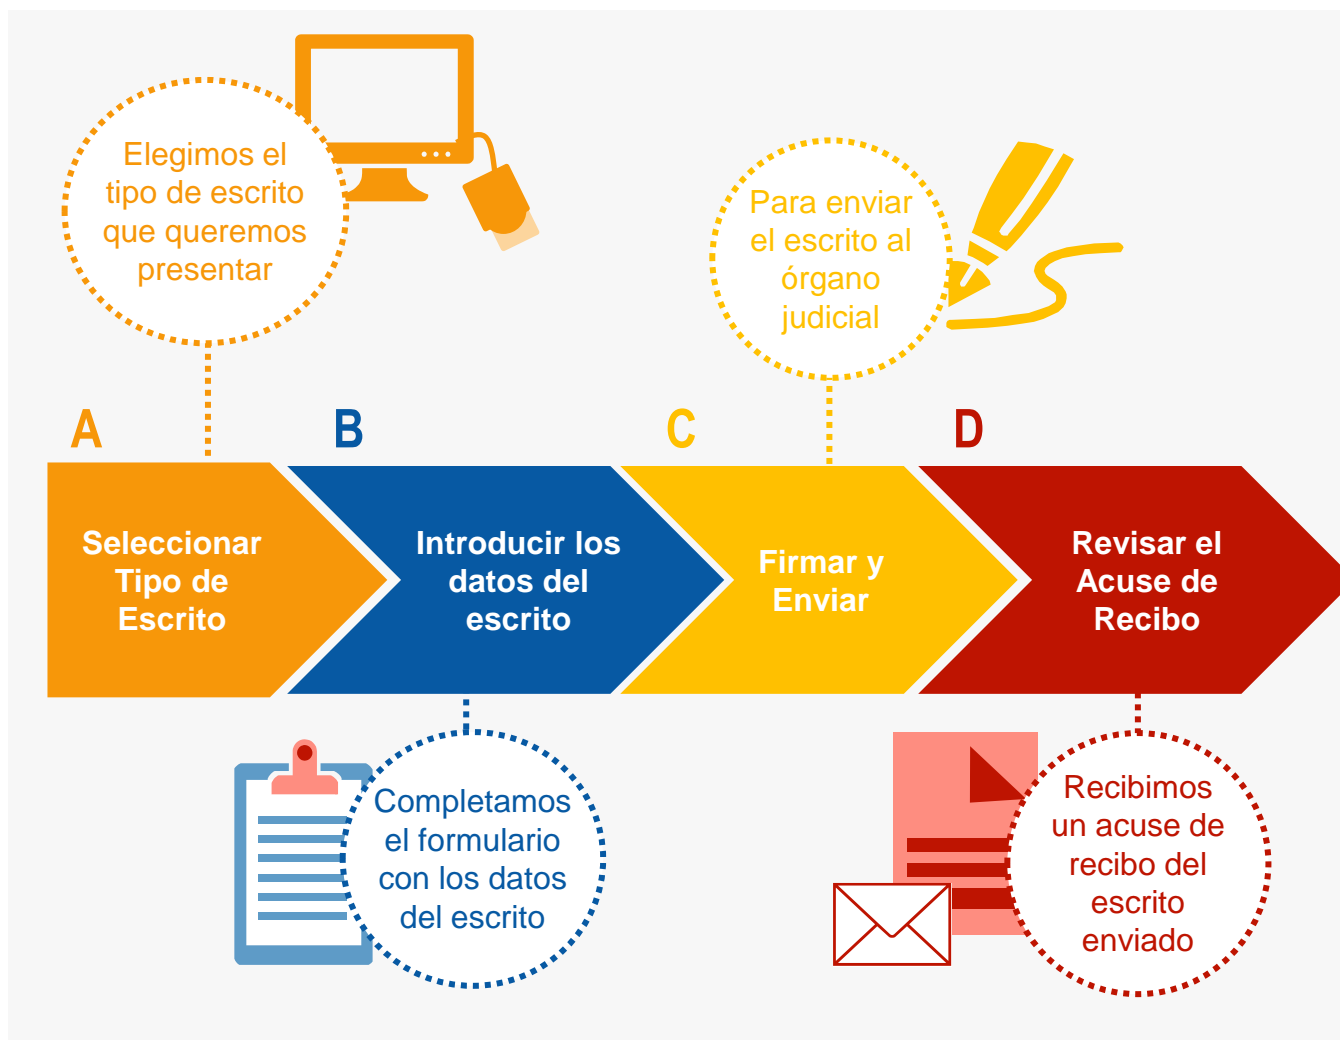 Elegimos el
tipo de escrito
que queremos
presentar
Para enviar
el escrito al
órgano
judicial
A
B
C
D
Seleccionar
Tipo de
Escrito
Introducir los
datos del
escrito
Firmar y
Enviar
Revisar el
Acuse de
Recibo
Completamos
el formulario
con los datos
del escrito
Recibimos
un acuse de
recibo del
escrito
enviado